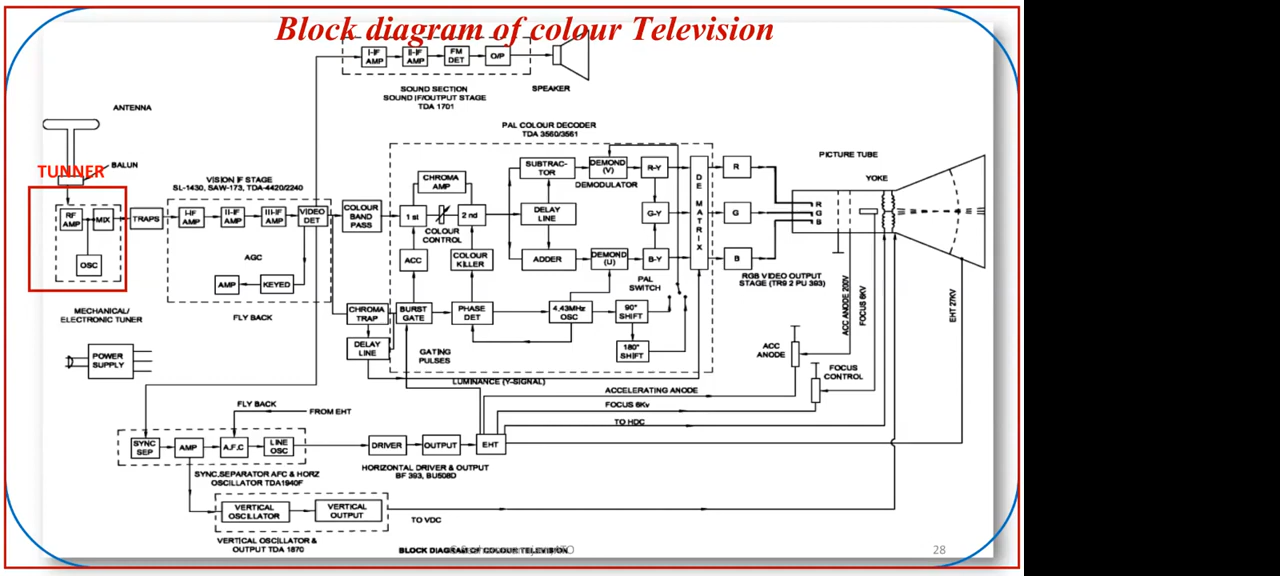 Block diagram of colour Television
I-IF
AMP
II-IF
AMP
FM
DET
O/P
SOUND SECTION
SOUND IF/OUTPUT STAGE
TDA 1701
SPEAKER
ANTENNA
BALUN
TUNNER
RF
AMP
MIX
OSC
MECHANICAL/
ELECTRONIC TUNER
TRAPS
VISION IF STAGE
SL-1430, SAW-173, TDA-4420/2240
I-IF
AMP
II-IF
AMP
III-IF
AMP
VIDEO
DET
AGC
AMP
KEYED
FLY BACK
COLOUR
BAND
PASS
PAL COLOUR DECODER
TDA 3560/3561
CHROMA
AMP
1 st
2 nd
COLOUR
CONTROL
ACC
COLOUR
KILLER
CHROMA
TRAP
BURST
GATE
PHASE
DET
4.43MHz
OSC
90°
SHIFT
180°
SHIFT
DELAY
LINE
GATING
PULSES
SUBTRAC-
TOR
DELAY
LINE
ADDER
DEMOND
(V)
DEMODULATOR
DEMOND
(U)
R-Y
G-Y
B-Y
PAL
SWITCH
DE MATRIX
R
G
B
RGB VIDEO OUTPUT
STAGE (TR9 2 PU 393)
PICTURE TUBE
YOKE
R
G
B
ACC ANODE 200V
FOCUS 6KV
EHT 27KV
ACC
ANODE
FOCUS
CONTROL
LUMINANCE (Y-SIGNAL)
ACCELERATING ANODE
FOCUS 6Kv
TO HDC
POWER
SUPPLY
FLY BACK
FROM EHT
SYNC
SEP
AMP
A.F.C
LINE
OSC
SYNC.SEPARATOR AFC & HORZ
OSCILLATOR TDA1940F
DRIVER
OUTPUT
EHT
HORIZONTAL DRIVER & OUTPUT
BF 393, BU508D
VERTICAL
OSCILLATOR
VERTICAL
OUTPUT
TO VDC
VERTICAL OSCILLATOR &
OUTPUT TDA 1870
BLOCK DIAGRAM OF COLOUR TELEVISION
28